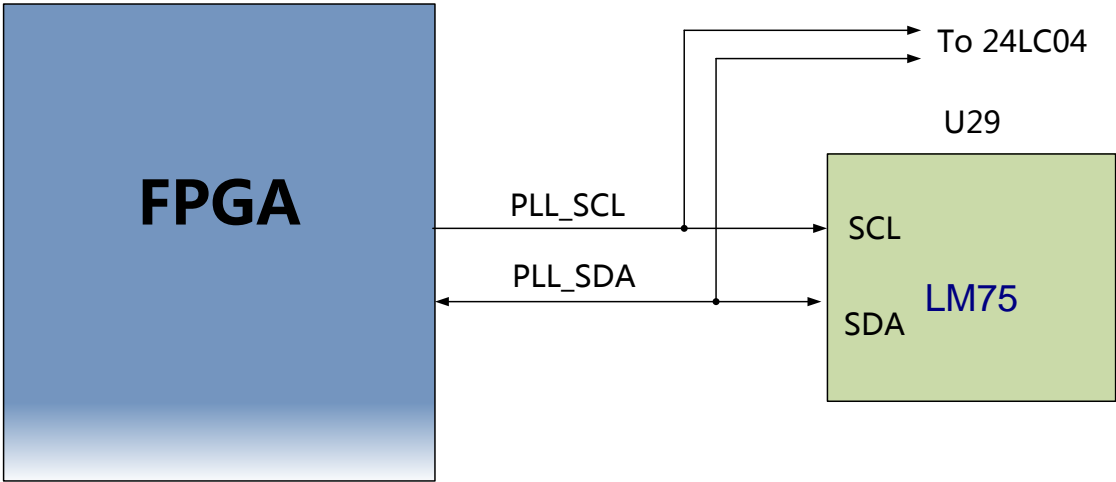 To 24LC04
U29
FPGA
PLL_SCL
SCL
PLL_SDA
LM75
SDA